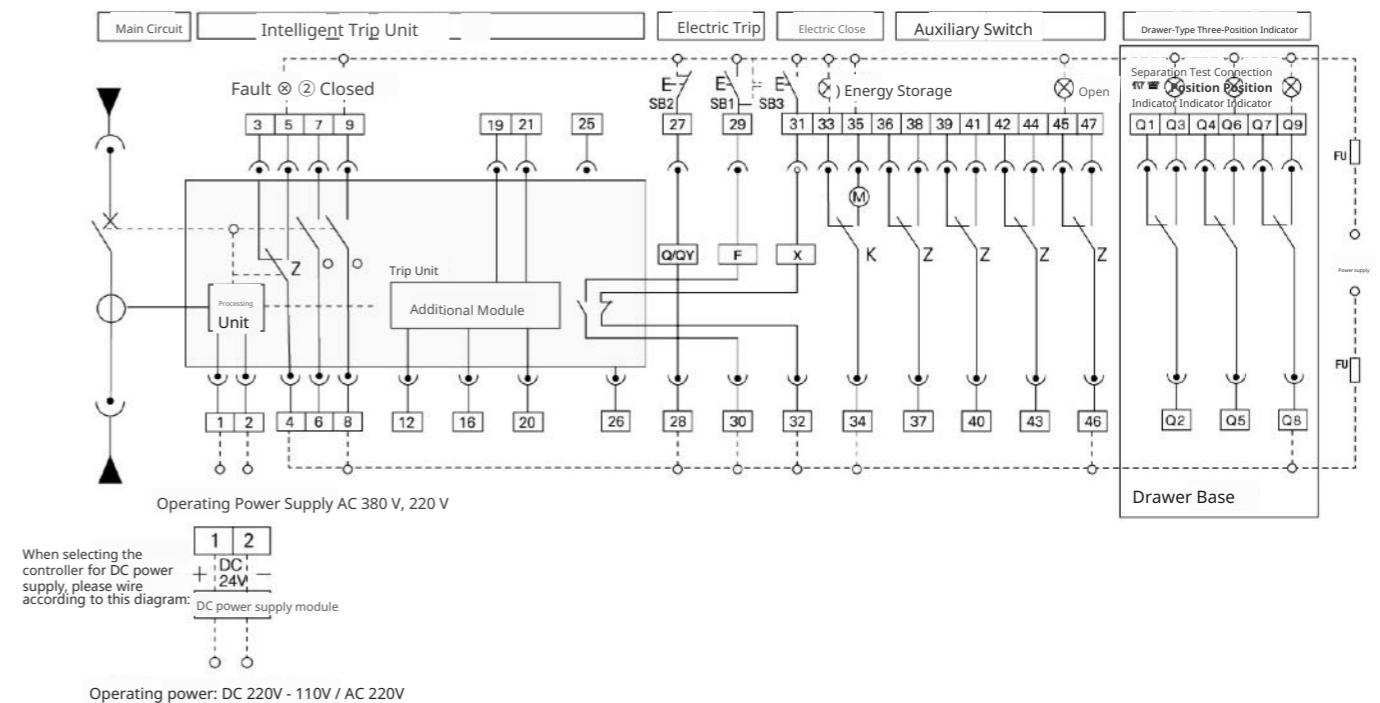 Main Circuit Intelligent Trip Unit Electric Trip Electric Close Auxiliary Switch Drawer-Type Three-Position Indicator
Fault ⊗ ② Closed
E E E
SB2 SB1 SB3
) Energy Storage
Open
Separation Test Connection
Position Position
Indicator Indicator Indicator
3 5 7 9 19 21 25 27 29 31 33 35 36 38 39 41 42 44 45 47 Q1 Q3 Q4 Q6 Q7 Q9
FU
M
Q/QY F X K Z Z Z Z
Z
Trip Unit
Power supply
Processing
Unit
Additional Module
FU
1 2 4 6 8 12 16 20 26 28 30 32 34 37 40 43 46 Q2 Q5 Q8
Operating Power Supply AC 380 V, 220 V
Drawer Base
1 2
When selecting the
controller for DC power
supply, please wire
according to this diagram:
+ DC −
24V
DC power supply module
Operating power: DC 220V - 110V / AC 220V